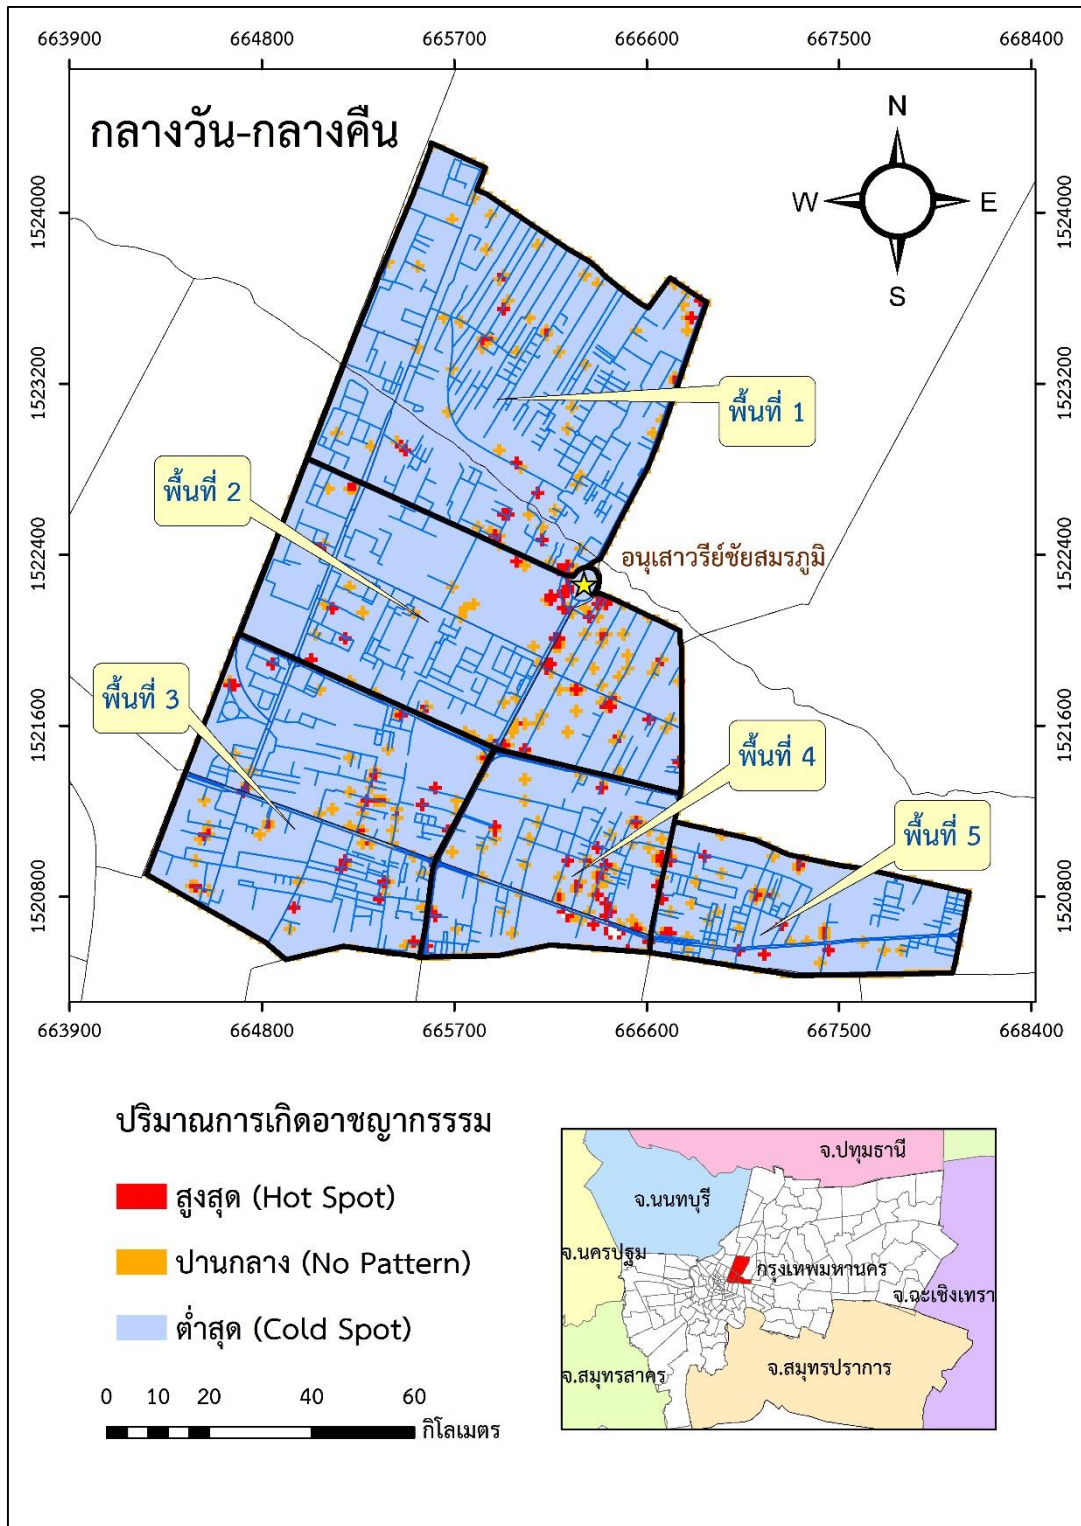 663900 664800 665700 666600 667500 668400
กลางวัน-กลางคืน
N
W E
S
1524000 1524000
1523200 1523200
พื้นที่ 1
พื้นที่ 2
1522400 1522400
อนุเสาวรีย์ชัยสมรภูมิ
พื้นที่ 3
1521600 1521600
พื้นที่ 4
พื้นที่ 5
1520800 1520800
663900 664800 665700 666600 667500 668400
ปริมาณการเกิดอาชญากรรรม
สูงสุด (Hot Spot)
ปานกลาง (No Pattern)
ต่ำสุด (Cold Spot)
0 10 20 40 60
กิโลเมตร
จ.ปทุมธานี
จ.นนทบุรี
จ.นครปฐม
กรุงเทพมหานคร
จ.ฉะเชิงเทรา
จ.สมุทรสาคร
จ.สมุทรปราการ